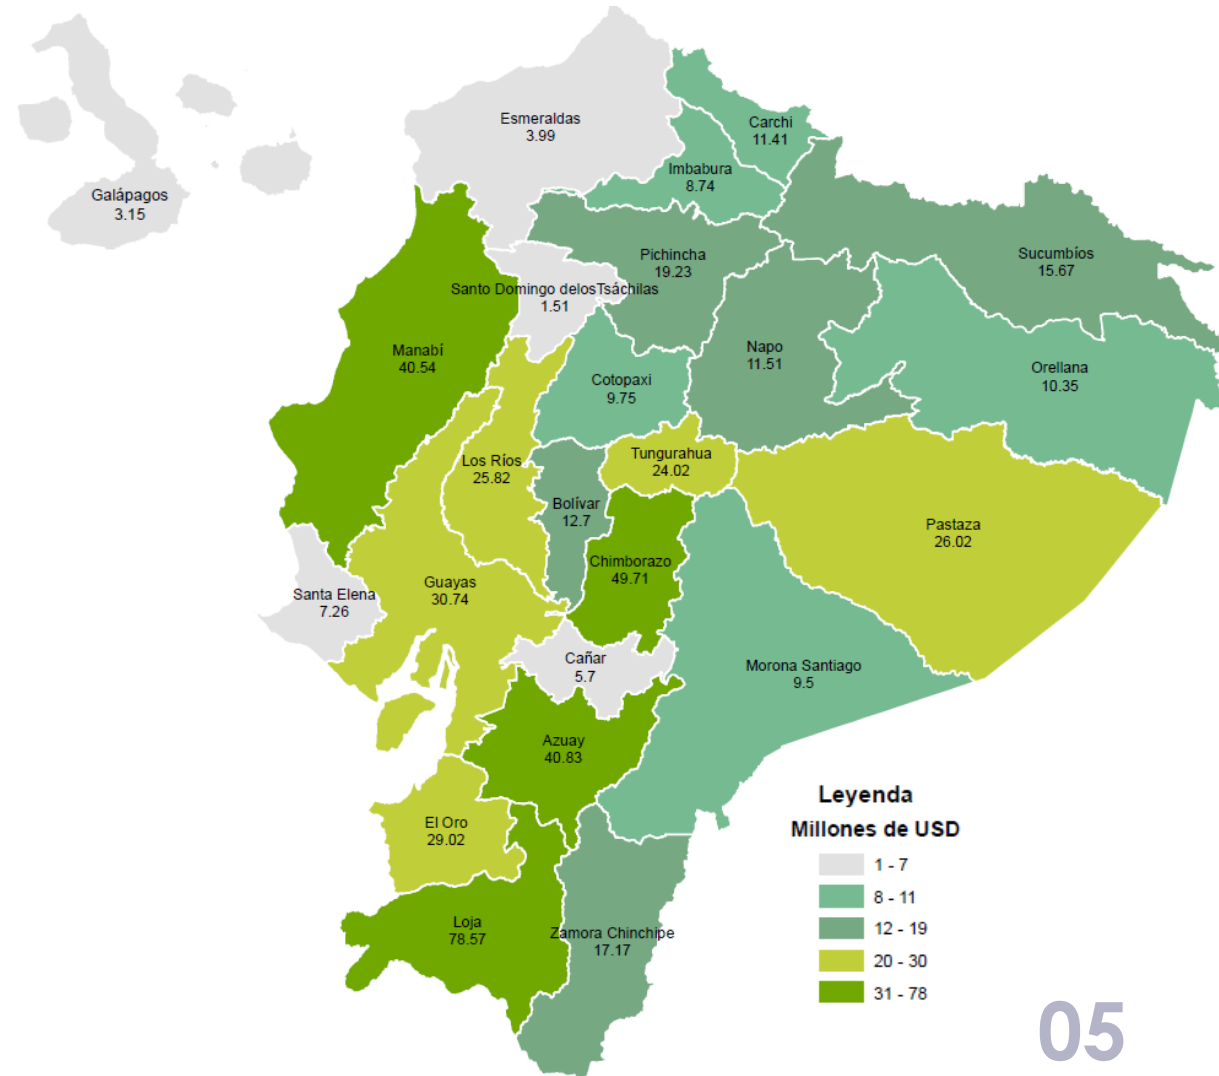 Esmeraldas
3.99
Carchi
11.41
Imbabura
8.74
Galápagos
3.15
Pichincha
19.23
Sucumbíos
15.67
Santo Domingo delosTsáchilas
1.51
Manabí
40.54
Napo
11.51
Cotopaxi
9.75
Orellana
10.35
Los Ríos
25.82
Tungurahua
24.02
Bolívar
12.7
Pastaza
26.02
Chimborazo
49.71
Guayas
30.74
Santa Elena
7.26
Cañar
5.7
Morona Santiago
9.5
Azuay
40.83
El Oro
29.02
Loja
78.57
Zamora Chinchipe
17.17
Leyenda
Millones de USD
1 - 7
8 - 11
12 - 19
20 - 30
31 - 78
05